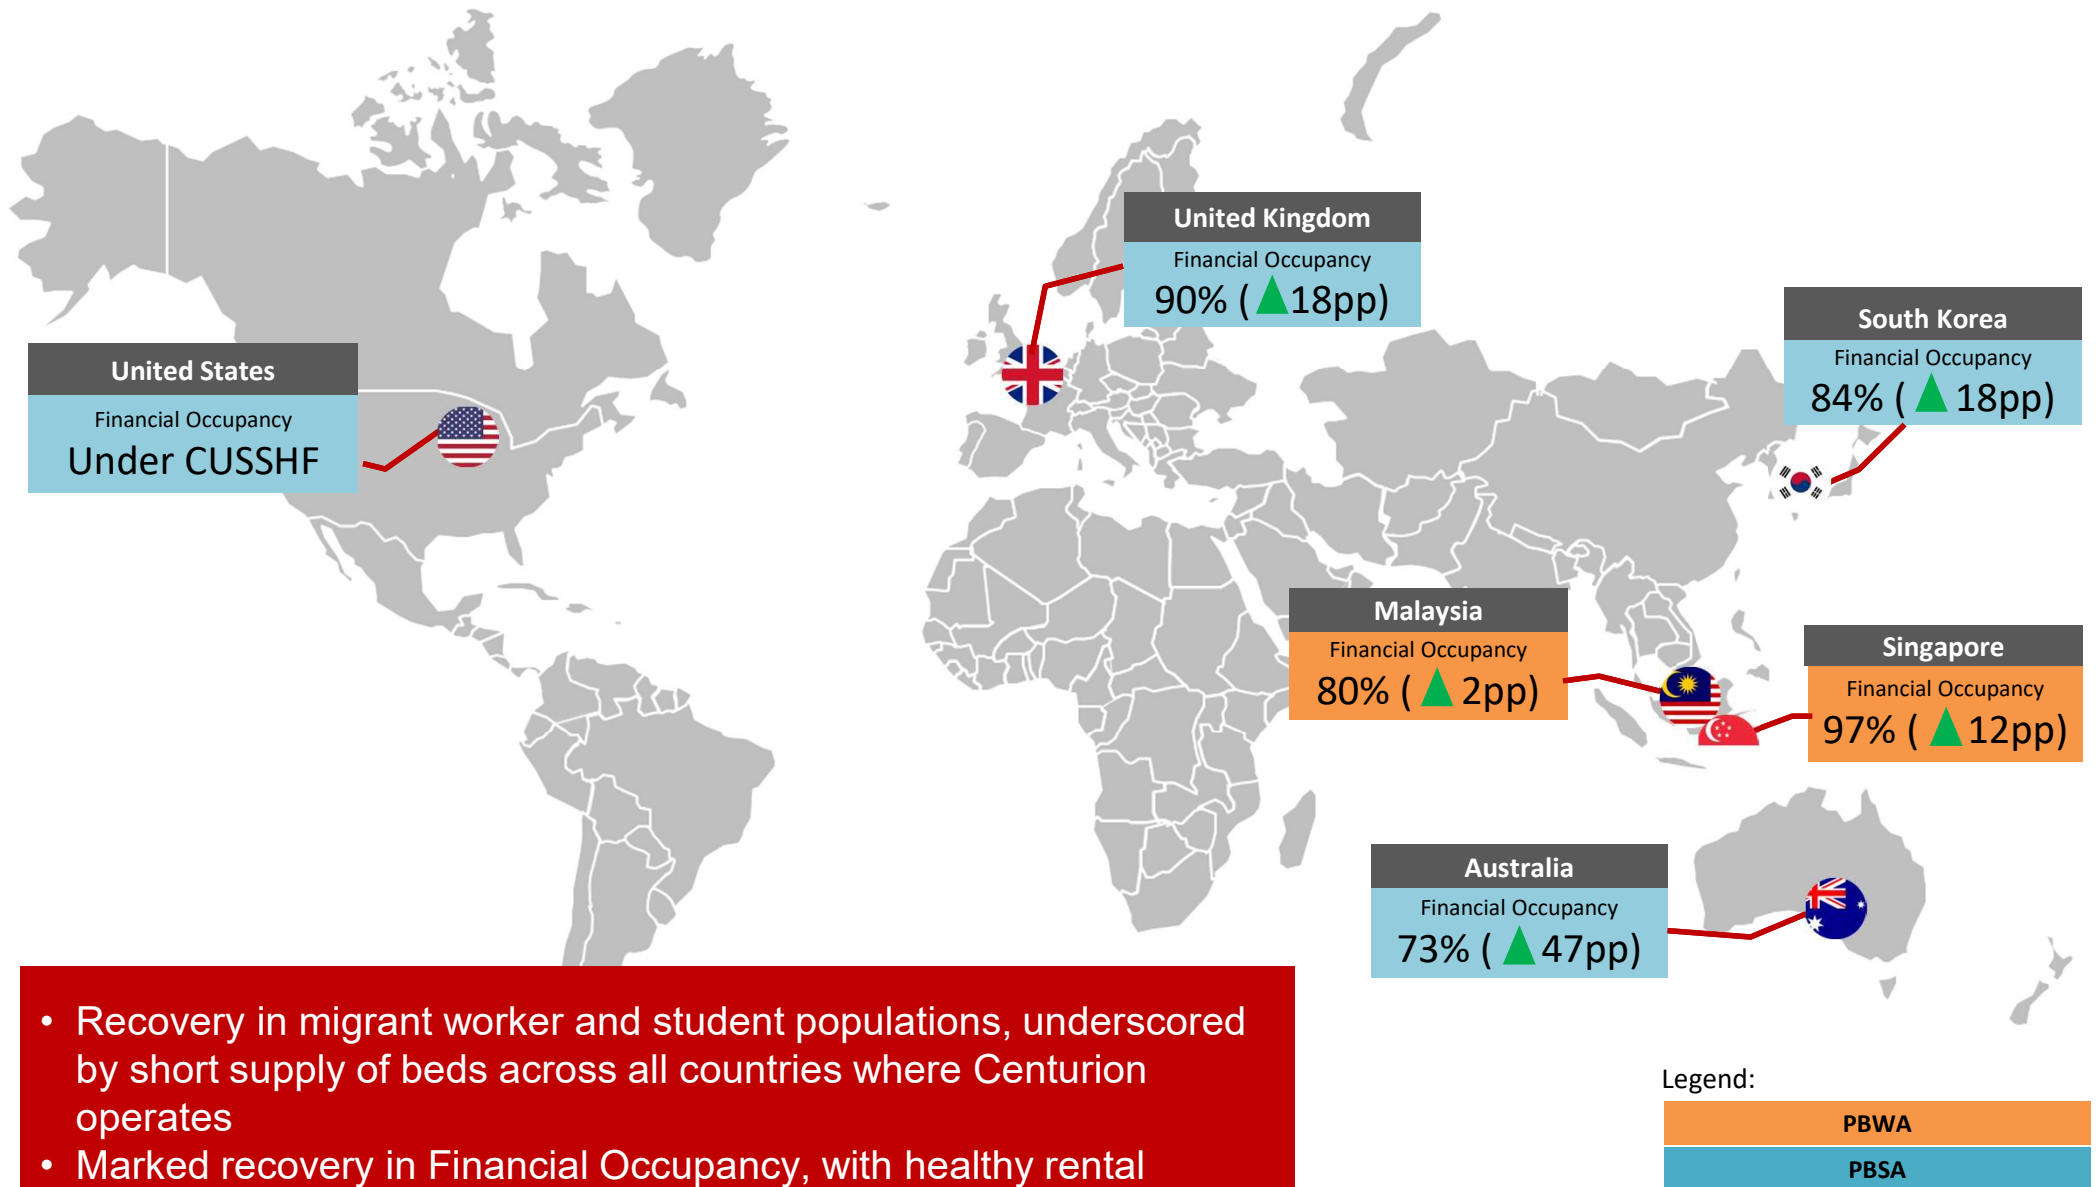 United Kingdom
Financial Occupancy
90% ( 18pp)
South Korea
Financial Occupancy
84% ( 18pp)
United States
Financial Occupancy
Under CUSSHF
Malaysia
Financial Occupancy
80% ( 2pp)
Singapore
Financial Occupancy
97% ( 12pp)
Australia
Financial Occupancy
73% ( 47pp)
• Recovery in migrant worker and student populations, underscored
by short supply of beds across all countries where Centurion
operates
• Marked recovery in Financial Occupancy, with healthy rental
Legend:
PBWA
PBSA